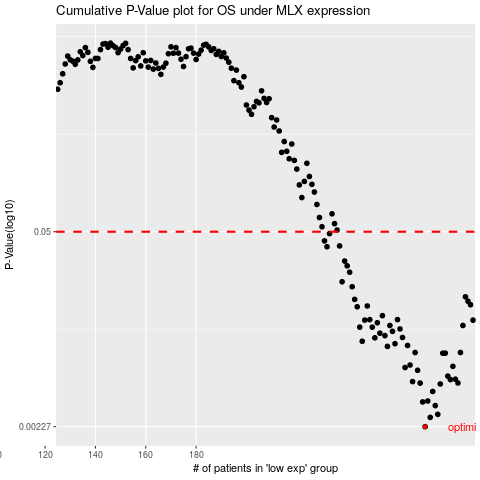 Cumulative P-Value plot for OS under MLX expression
P-Value(log10)
0.05
0.00227
optimi
0
120
140
160
180
# of patients in 'low exp' group